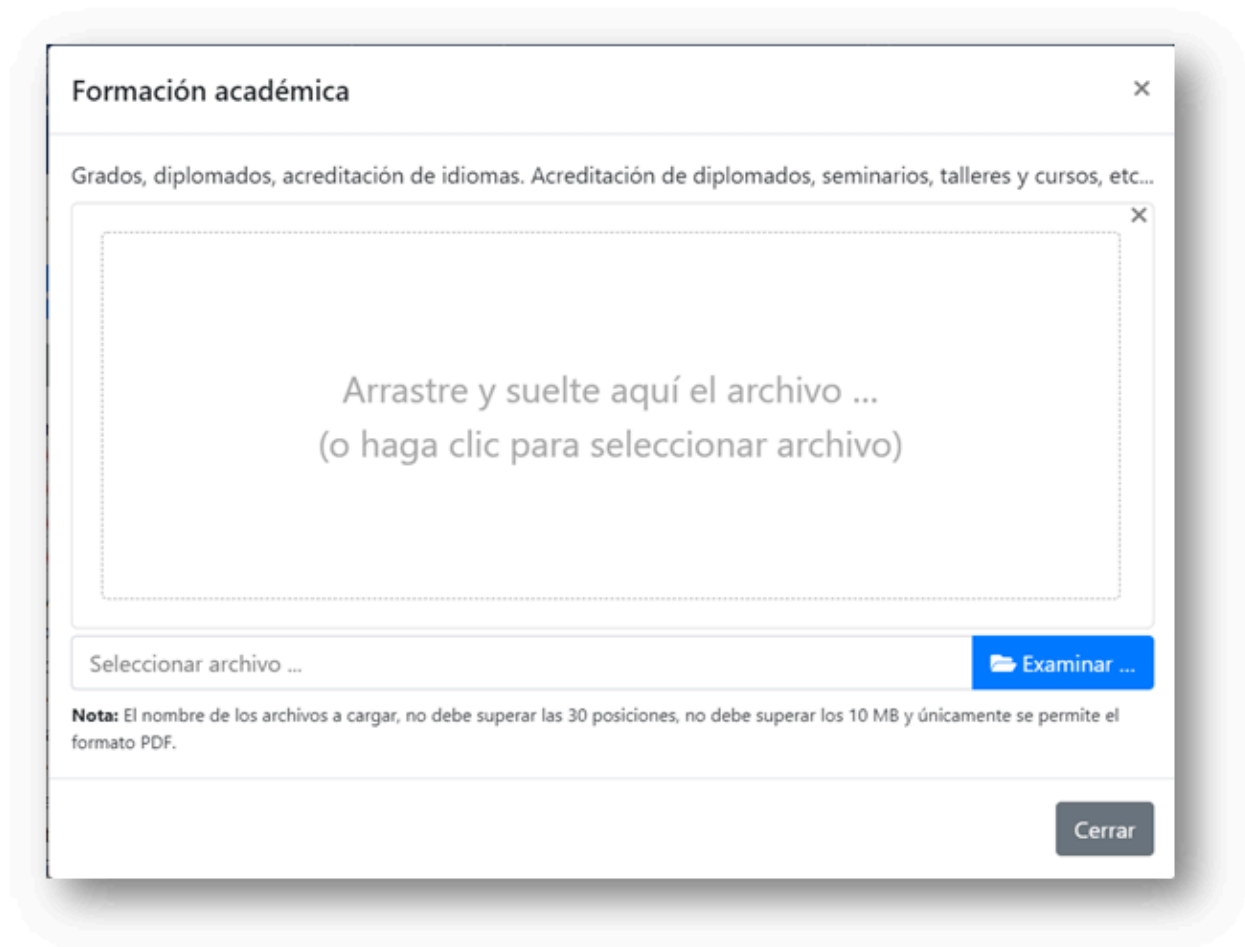 Formación académica
×
Grados, diplomados, acreditación de idiomas. Acreditación de diplomados, seminarios, talleres y cursos, etc...
×
Arrastre y suelte aquí el archivo ...
(o haga clic para seleccionar archivo)
Seleccionar archivo ...
Examinar ...
Nota: El nombre de los archivos a cargar, no debe superar las 30 posiciones, no debe superar los 10 MB y únicamente se permite el
formato PDF.
Cerrar